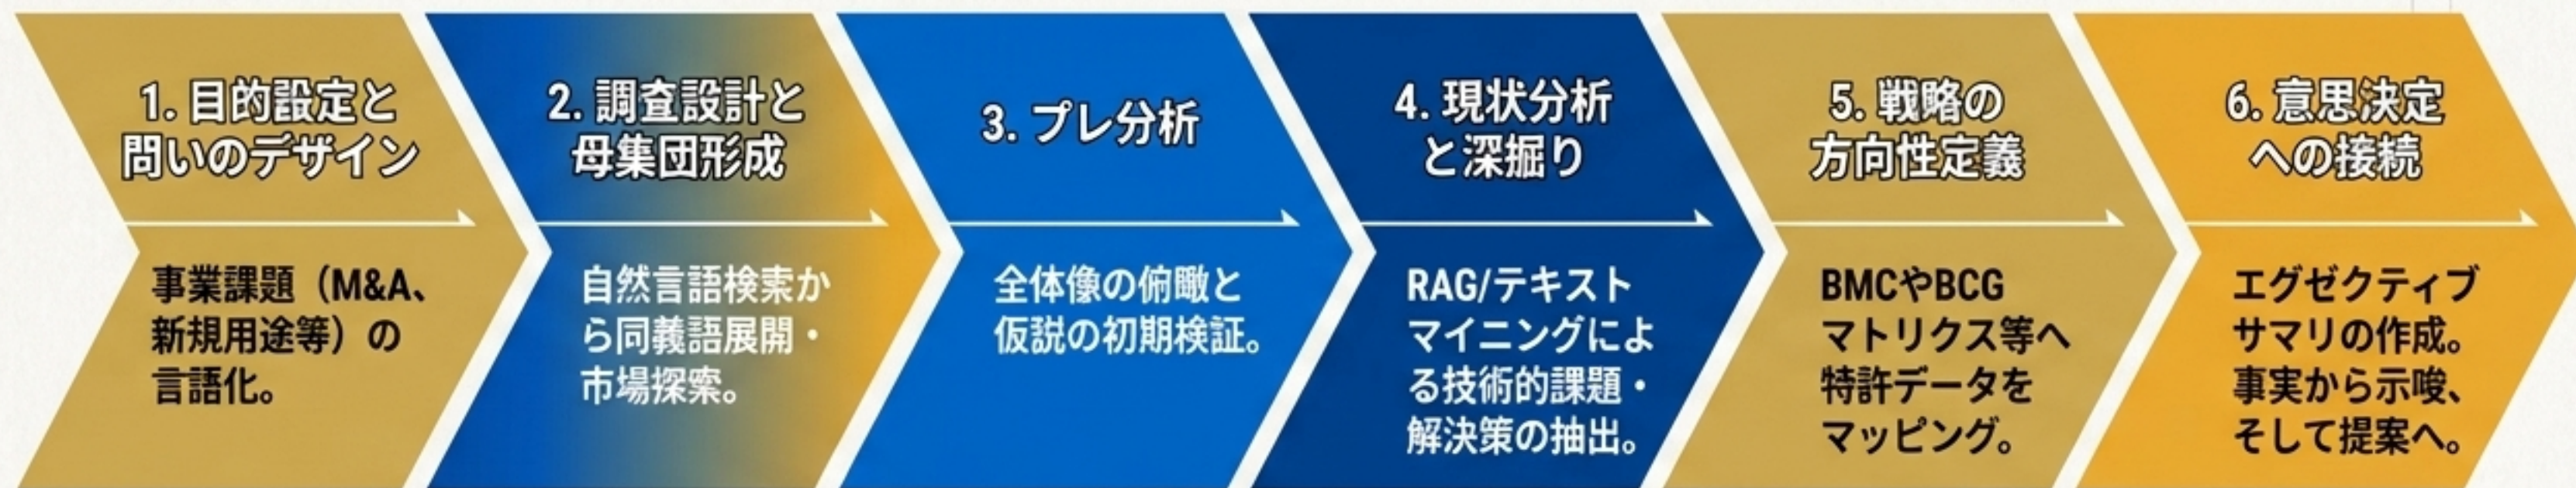 1. 目的設定と
問いのデザイン
事業課題（M&A、
新規用途等）の
言語化。
2. 調査設計と
母集団形成
自然言語検索か
ら同義語展開・
市場探索。
3. プレ分析
全体像の俯瞰と
仮説の初期検証。
4. 現状分析
と深掘り
RAG/テキスト
マイニングによ
る技術的課題・
解決策の抽出。
5. 戦略の
方向性定義
BMCやBCG
マトリクス等へ
特許データを
マッピング。
6. 意思決定
への接続
エグゼクティブ
サマリの作成。
事実から示唆、
そして提案へ。